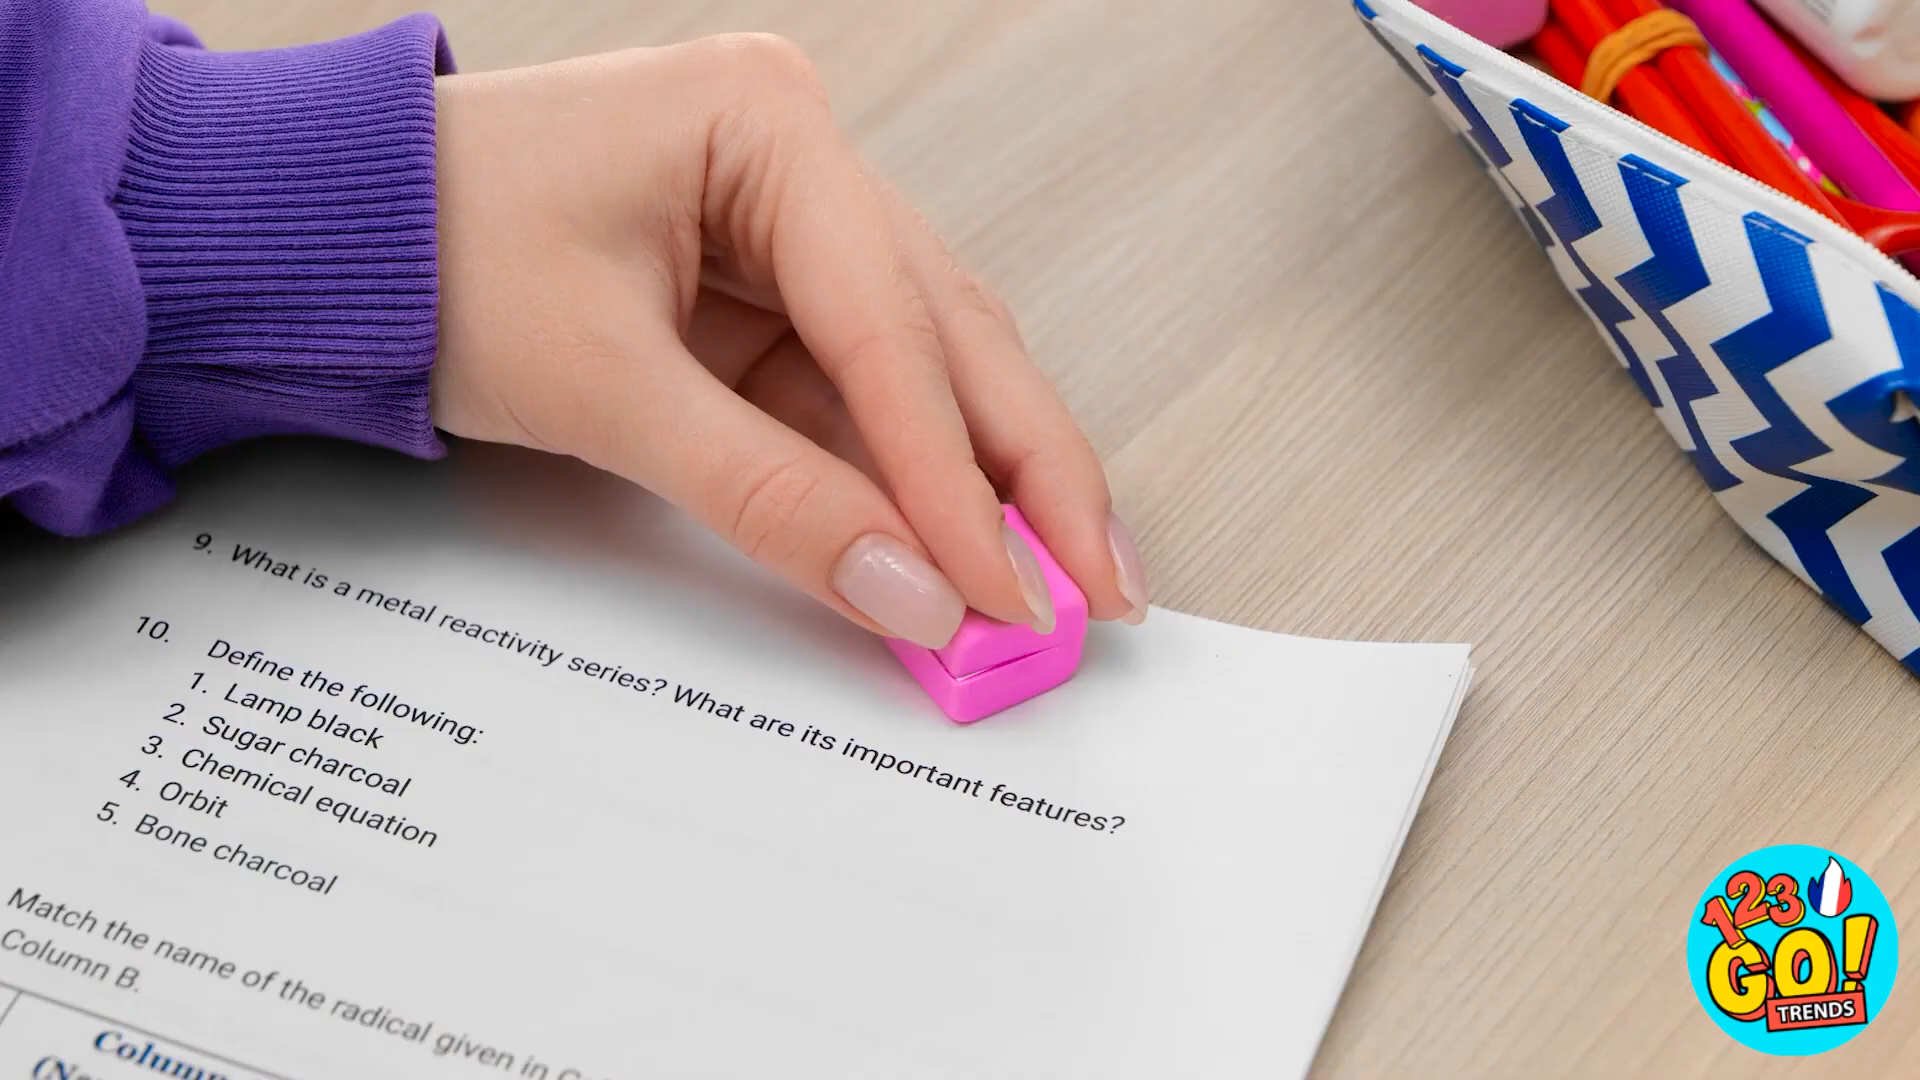 9. What is a metal reactivity series? What are its important features?
10. Define the following:
1. Lamp black
2. Sugar charcoal
3. Chemical equation
4. Orbit
5. Bone charcoal
Match the name of the radical given in
Column B.
123
GO!
TRENDS